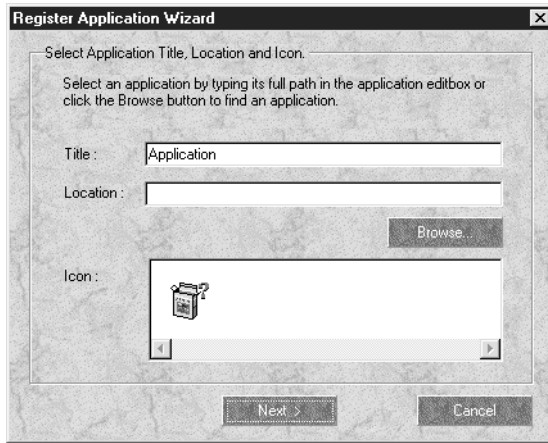 Register Application Wizard
Select Application Title, Location and Icon.
Select an application by typing its full path in the application editbox or
click the Browse button to find an application.
Title :
Application
Location :
Browse...
Icon :
Next >
Cancel